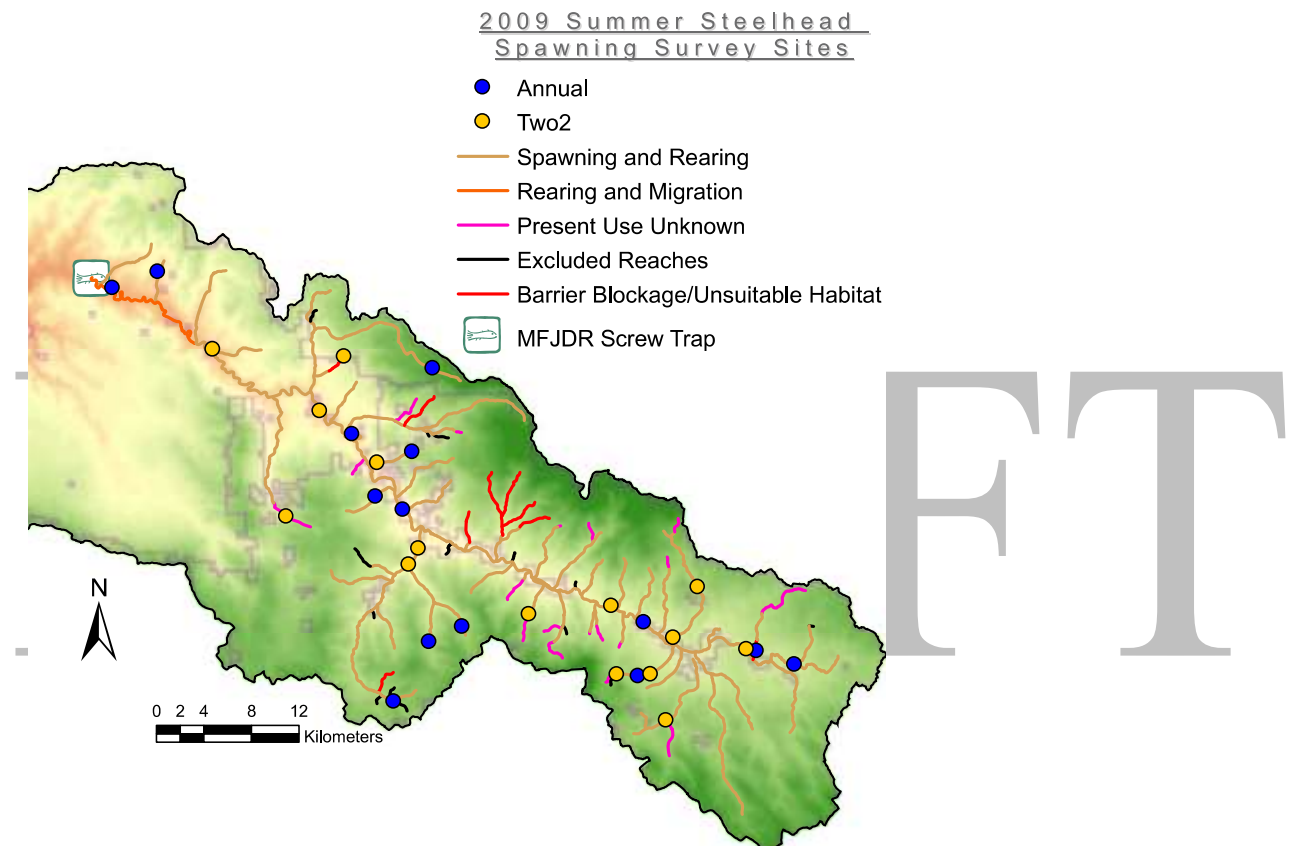 2009 Summer Steelhead
Spawning Survey Sites
Annual
Two2
Spawning and Rearing
Rearing and Migration
Present Use Unknown
Excluded Reaches
Barrier Blockage/Unsuitable Habitat
MFJDR Screw Trap
FT
N
0 2 4 8 12
Kilometers